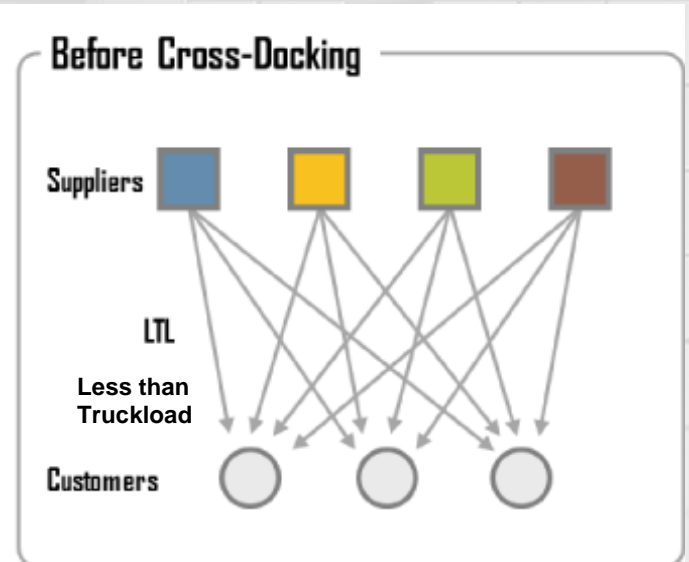 Before Cross-Docking
Suppliers
LTL
Less than
Truckload
Customers